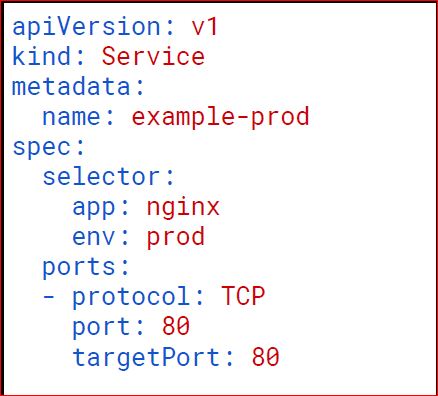 apiVersion: v1
kind: Service
metadata:
  name: example-prod
spec:
  selector:
    app: nginx
    env: prod
  ports:
  - protocol: TCP
    port: 80
    targetPort: 80